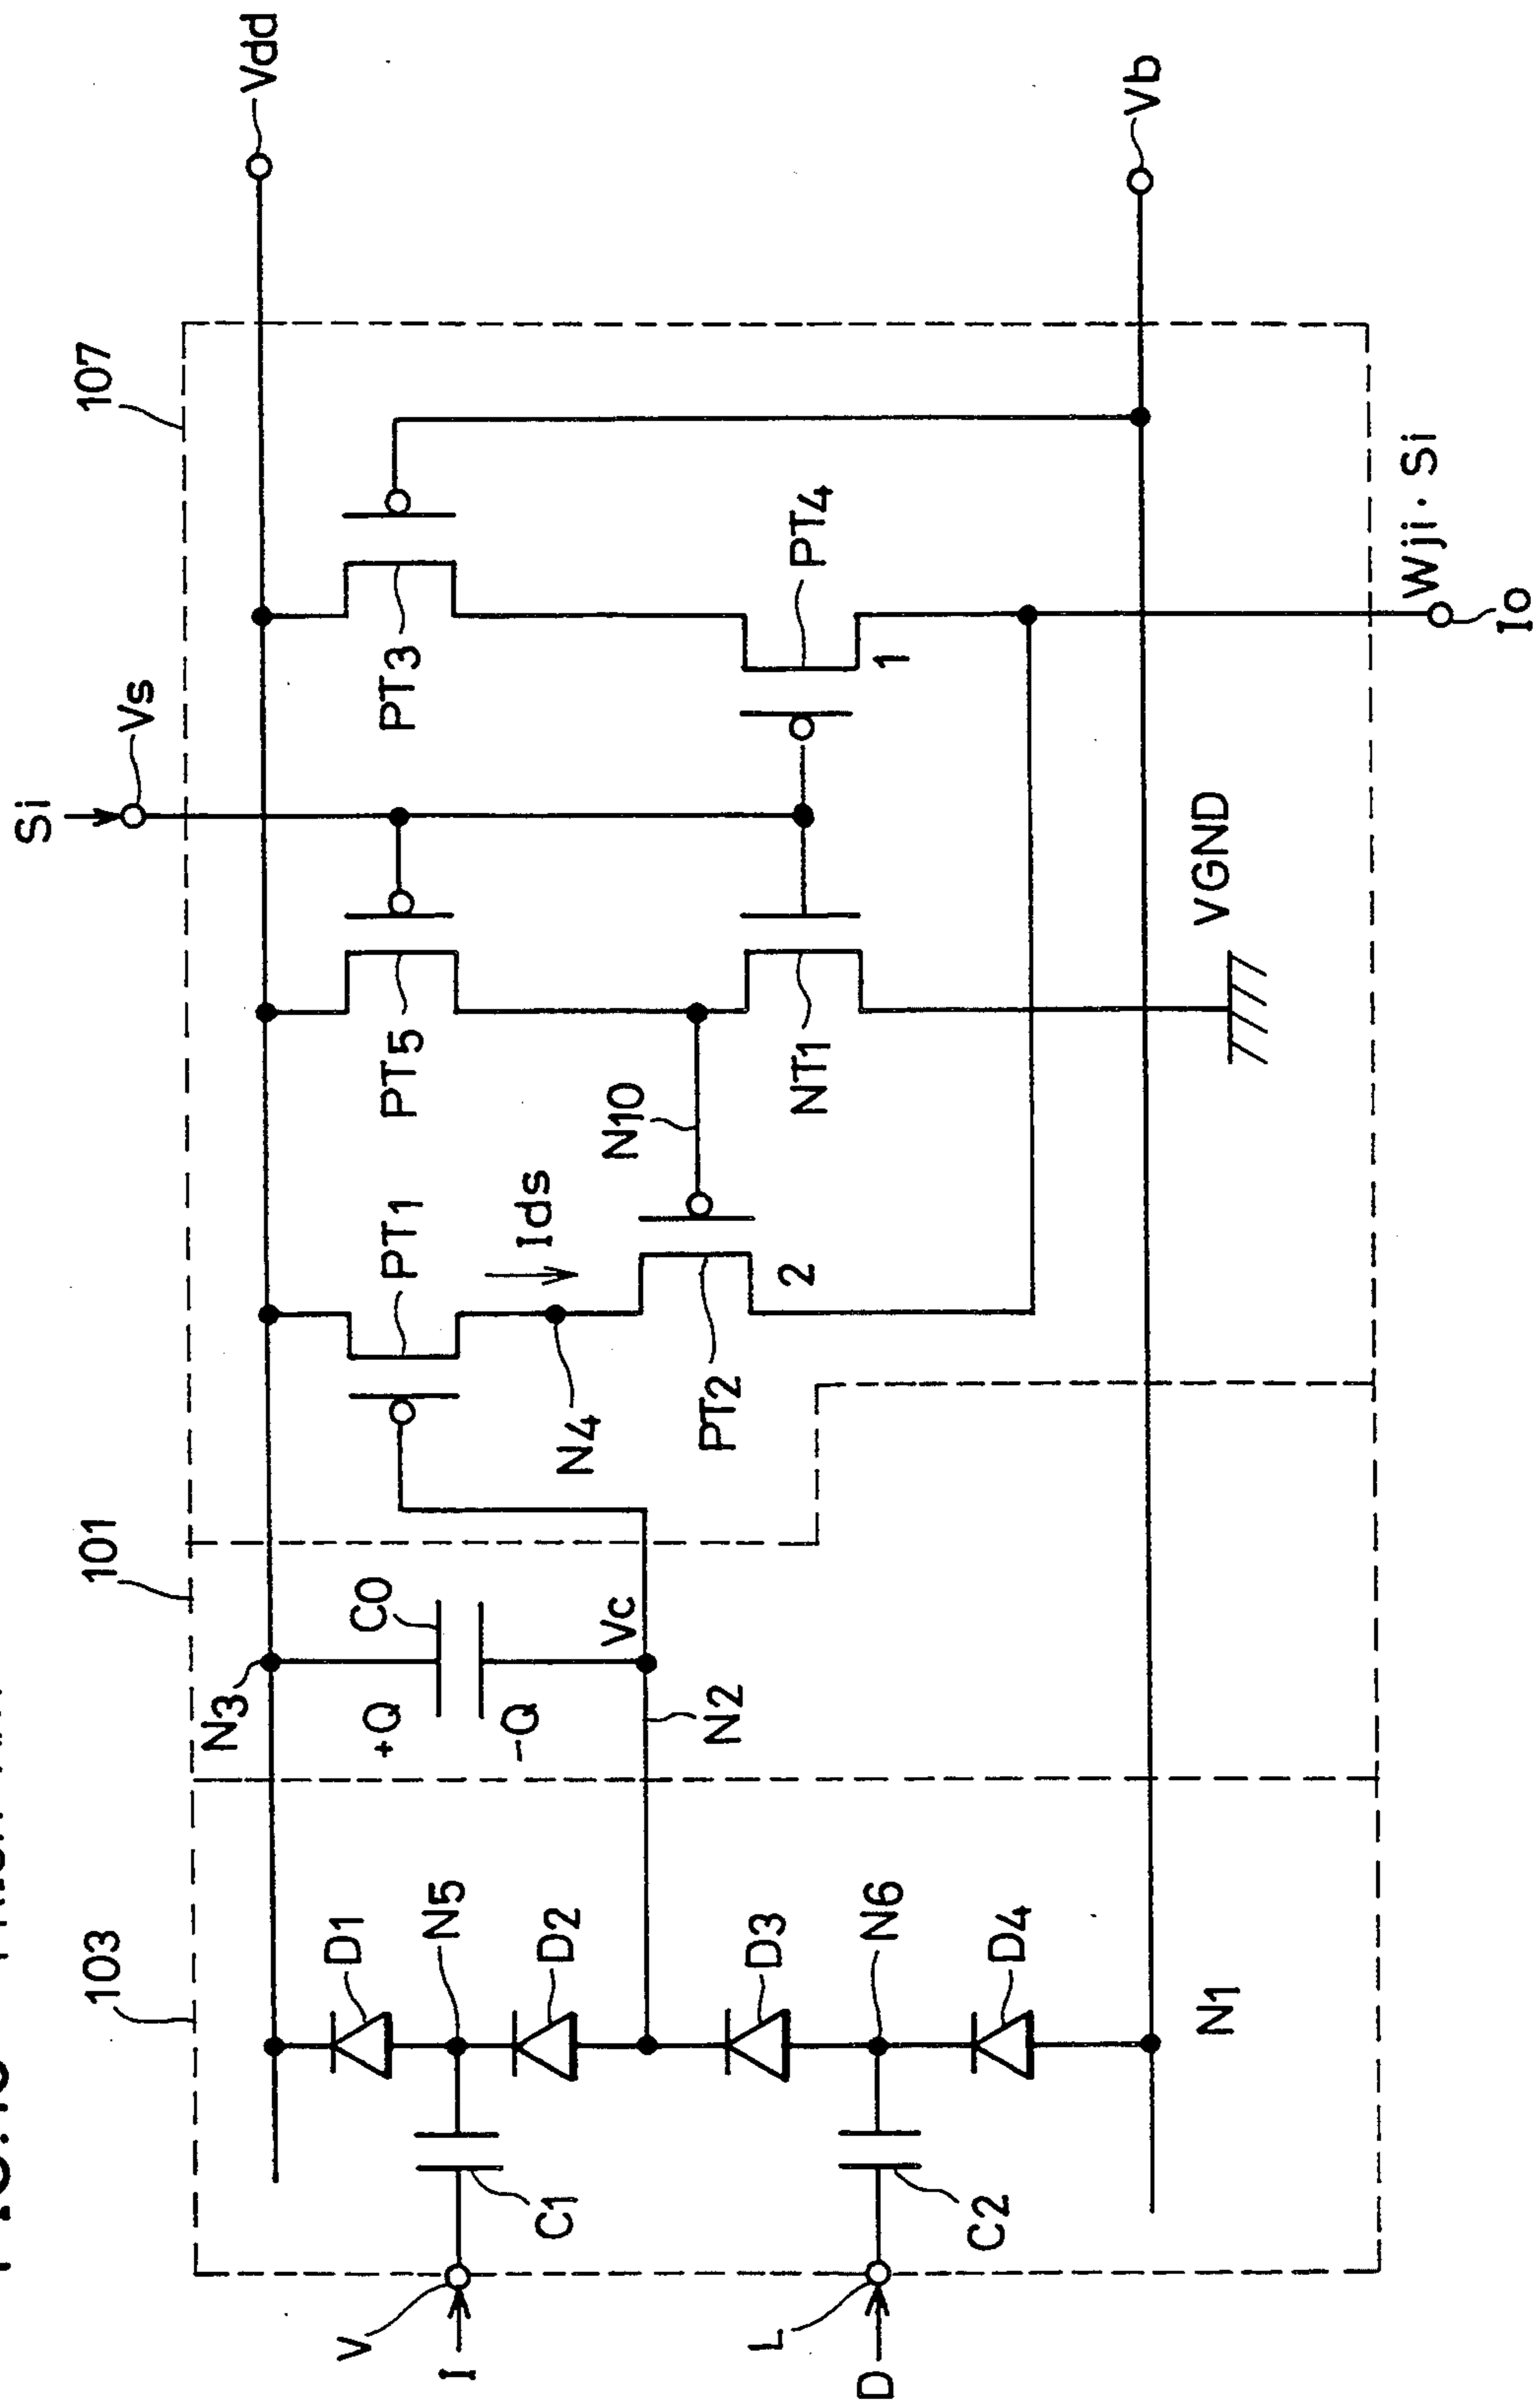 103
101
107
Si
Vs
Vdd
Vb
N3
C0
+Q
-Q
Vc
N2
D1
N5
D2
D3
N6
D4
N1
C1
C2
V
I
L
D
PT1
Ids
N4
PT2
2
N10
PT5
NT1
VGND
PT3
PT4
1
Wji·Si
Io